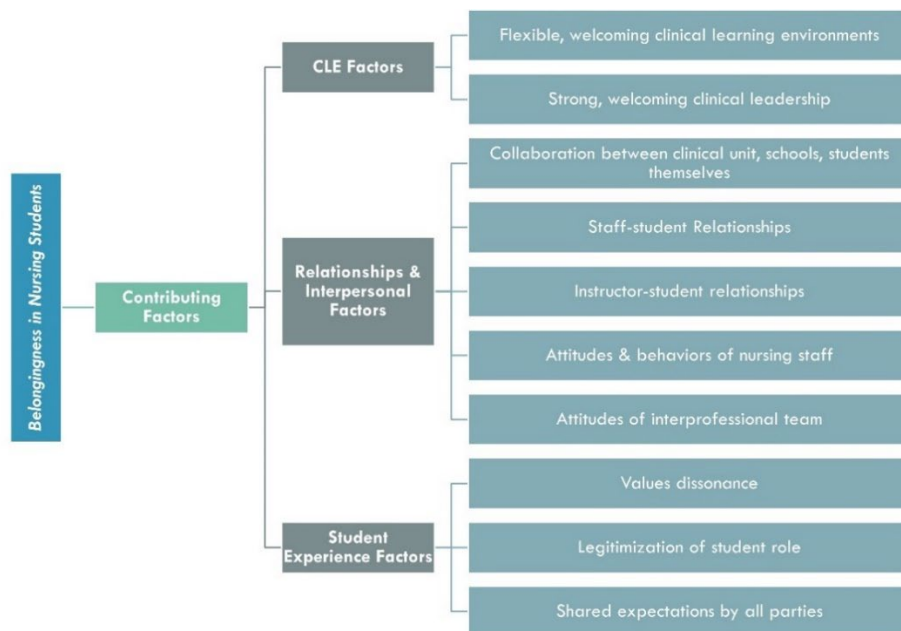 Belongingness in Nursing Students
Contributing
Factors
CLE Factors
Flexible, welcoming clinical learning environments
Strong, welcoming clinical leadership
Relationships &
Interpersonal
Factors
Collaboration between clinical unit, schools, students
themselves
Staff-student Relationships
Instructor-student relationships
Attitudes & behaviors of nursing staff
Attitudes of interprofessional team
Student
Experience Factors
Values dissonance
Legitimization of student role
Shared expectations by all parties